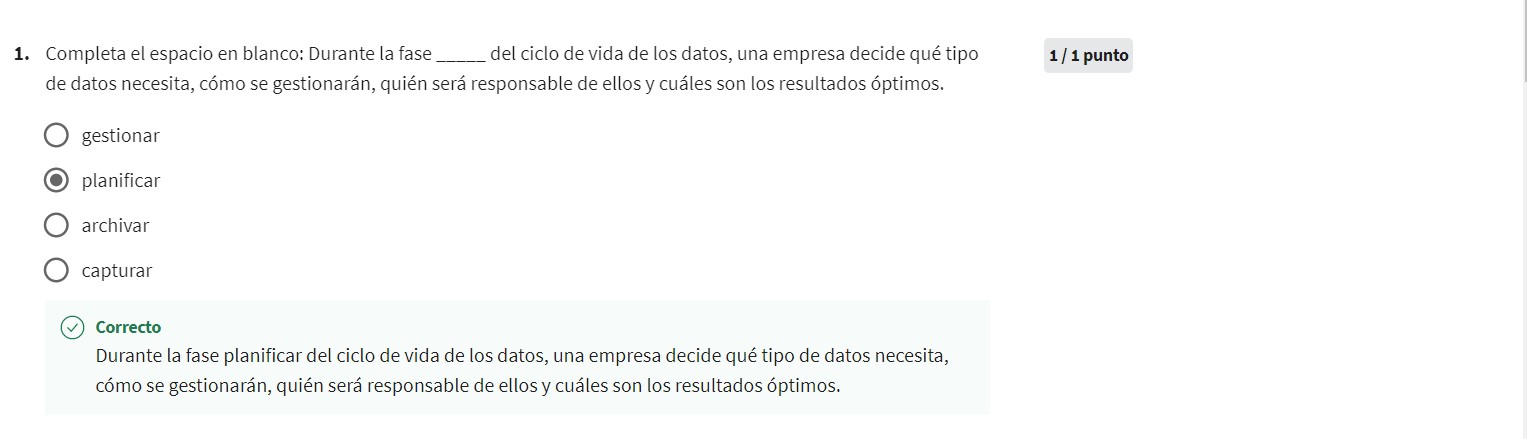 1. Completa el espacio en blanco: Durante la fase _____ del ciclo de vida de los datos, una empresa decide qué tipo
de datos necesita, cómo se gestionarán, quién será responsable de ellos y cuáles son los resultados óptimos.
1 / 1 punto
gestionar
planificar
archivar
capturar
Correcto
Durante la fase planificar del ciclo de vida de los datos, una empresa decide qué tipo de datos necesita,
cómo se gestionarán, quién será responsable de ellos y cuáles son los resultados óptimos.